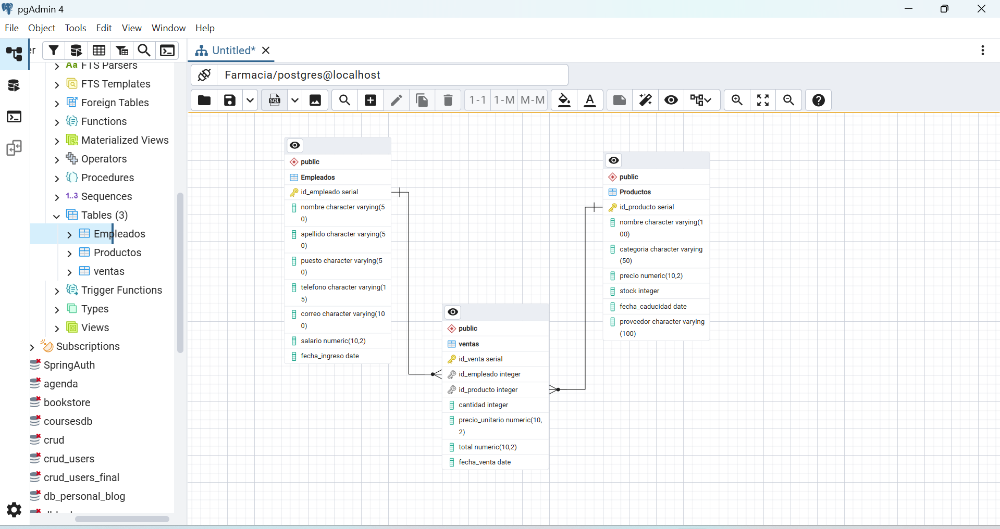 pgAdmin 4
File Object Tools Edit View Window Help
er
Untitled*
Farmacia/postgres@localhost
SQL
1-1 1-M M-M
A
Aa FTS Parsers
FTS Templates
Foreign Tables
Functions
Materialized Views
Operators
Procedures
1..3 Sequences
Tables (3)
Empleados
Productos
ventas
Trigger Functions
Types
Views
Subscriptions
SpringAuth
agenda
bookstore
coursesdb
crud
crud_users
crud_users_final
db_personal_blog
public
Empleados
id_empleado serial
nombre character varying(5
0)
apellido character varying(5
0)
puesto character varying(5
0)
telefono character varying(1
5)
correo character varying(10
0)
salario numeric(10,2)
fecha_ingreso date
public
ventas
id_venta serial
id_empleado integer
id_producto integer
cantidad integer
precio_unitario numeric(10,
2)
total numeric(10,2)
fecha_venta date
public
Productos
id_producto serial
nombre character varying(1
00)
categoria character varying
(50)
precio numeric(10,2)
stock integer
fecha_caducidad date
proveedor character varying
(100)